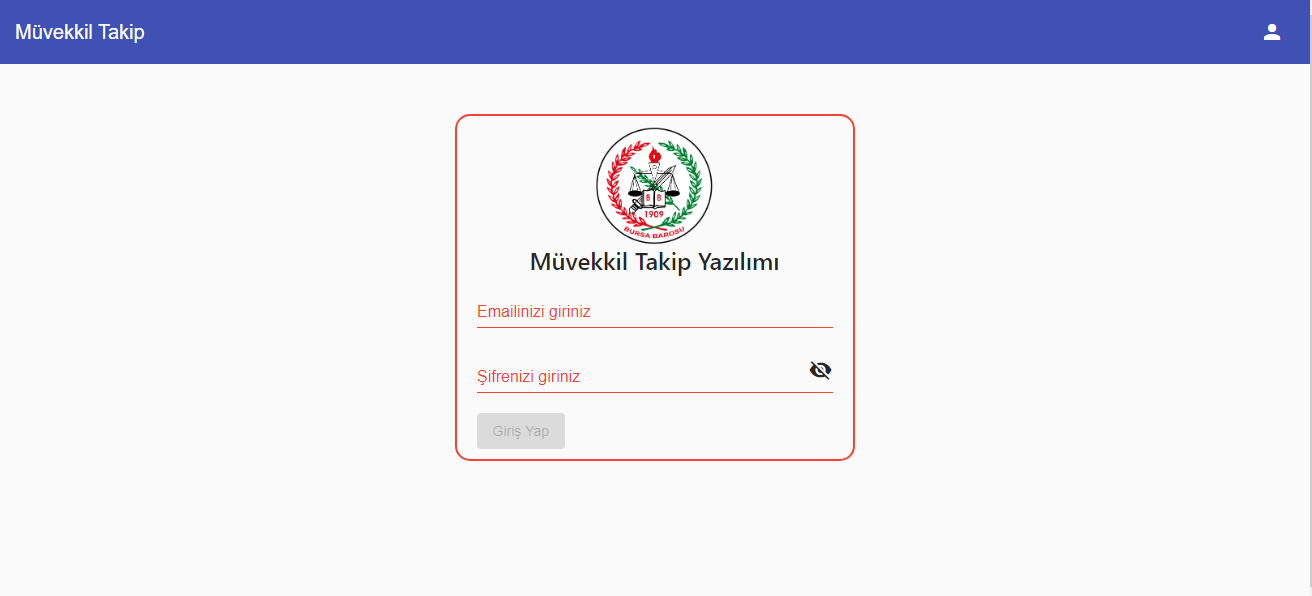 Müvekkil Takip
B B
1909
BURSA BAROSU
Müvekkil Takip Yazılımı
Emailinizi giriniz
Şifrenizi giriniz
Giriş Yap